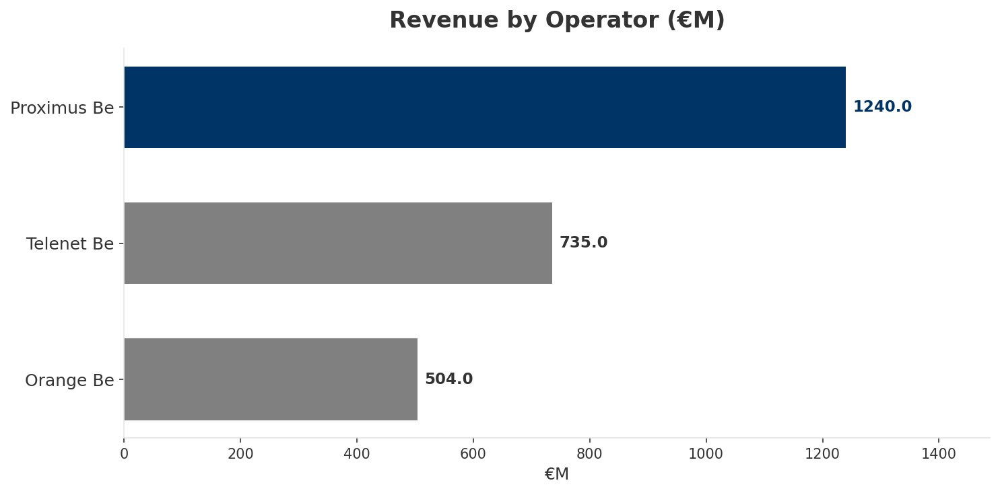 Revenue by Operator (€M)
Proximus Be
1240.0
Telenet Be
735.0
Orange Be
504.0
0 200 400 600 800 1000 1200 1400
€M